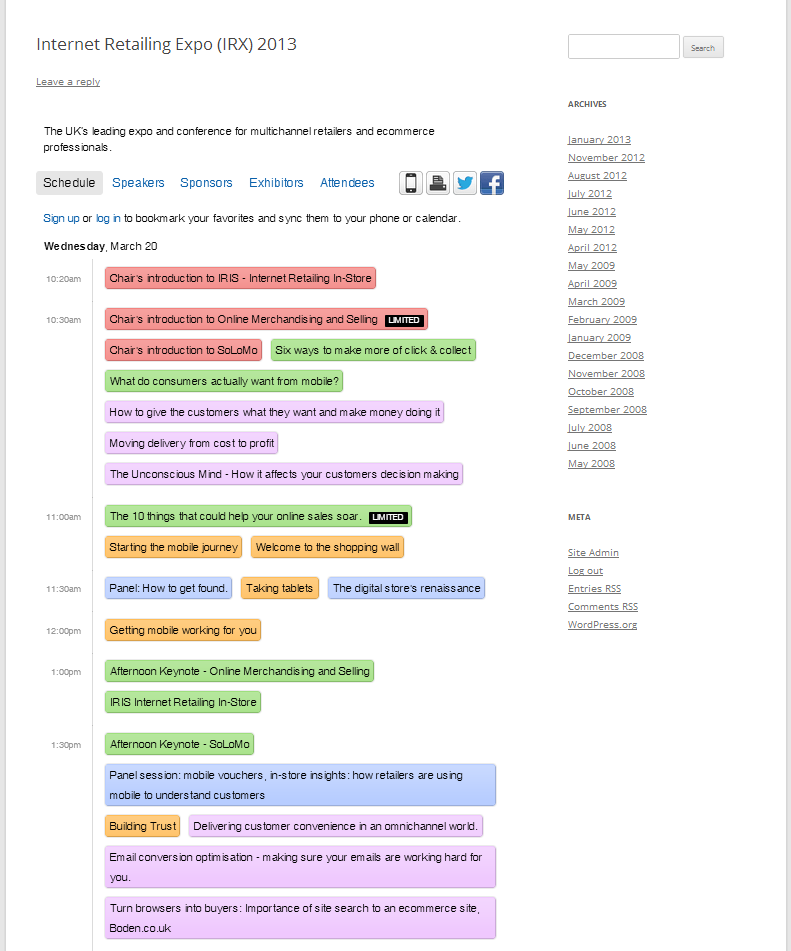 Internet Retailing Expo (IRX) 2013
Leave a reply
The UK's leading expo and conference for multichannel retailers and ecommerce
professionals.
Schedule Speakers Sponsors Exhibitors Attendees
Sign up or log in to bookmark your favorites and sync them to your phone or calendar.
Wednesday, March 20
10:20am Chair's introduction to IRIS - Internet Retailing In-Store
10:30am Chair's introduction to Online Merchandising and Selling LIMITED
Chair's introduction to SoLoMo Six ways to make more of click & collect
What do consumers actually want from mobile?
How to give the customers what they want and make money doing it
Moving delivery from cost to profit
The Unconscious Mind - How it affects your customers decision making
11:00am The 10 things that could help your online sales soar. LIMITED
Starting the mobile journey Welcome to the shopping wall
11:30am Panel: How to get found. Taking tablets The digital store's renaissance
12:00pm Getting mobile working for you
1:00pm Afternoon Keynote - Online Merchandising and Selling
IRIS Internet Retailing In-Store
1:30pm Afternoon Keynote - SoLoMo
Panel session: mobile vouchers, in-store insights: how retailers are using
mobile to understand customers
Building Trust Delivering customer convenience in an omnichannel world.
Email conversion optimisation - making sure your emails are working hard for
you.
Turn browsers into buyers: Importance of site search to an ecommerce site,
Boden.co.uk
Search
ARCHIVES
January 2013
November 2012
August 2012
July 2012
June 2012
May 2012
April 2012
May 2009
April 2009
March 2009
February 2009
January 2009
December 2008
November 2008
October 2008
September 2008
July 2008
June 2008
May 2008
META
Site Admin
Log out
Entries RSS
Comments RSS
WordPress.org